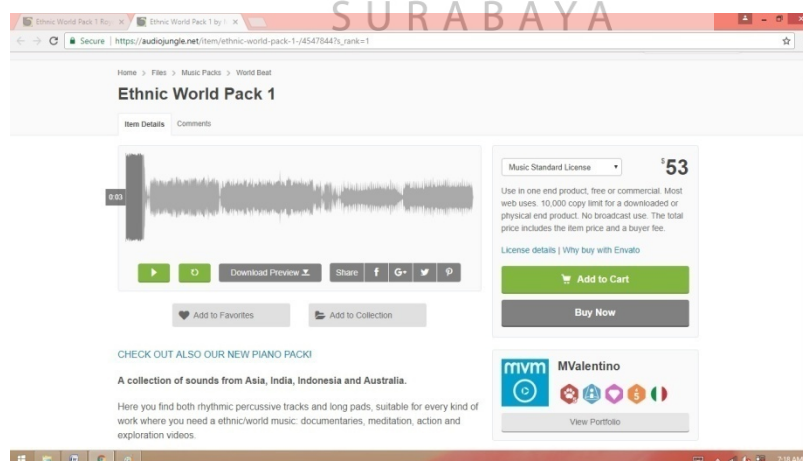 SURABAYA
Ethnic World Pack 1
Secure | https://audiojungle.net/item/ethnic-world-pack-1-/4547844?s_rank=1
Home > Files > Music Packs > World Beat
Ethnic World Pack 1
Item Details Comments
0:03
Download Preview
Share f G+
Add to Favorites Add to Collection
CHECK OUT ALSO OUR NEW PIANO PACK!
A collection of sounds from Asia, India, Indonesia and Australia.
Here you find both rhythmic percussive tracks and long pads, suitable for every kind of
work where you need a ethnic/world music: documentaries, meditation, action and
exploration videos.
Music Standard License $53
Use in one end product, free or commercial. Most
web uses. 10,000 copy limit for a downloaded or
physical end product. No broadcast use. The total
price includes the item price and a buyer fee.
License details | Why buy with Envato
Add to Cart
Buy Now
mvm
MValentino
5
View Portfolio
7:18 AM